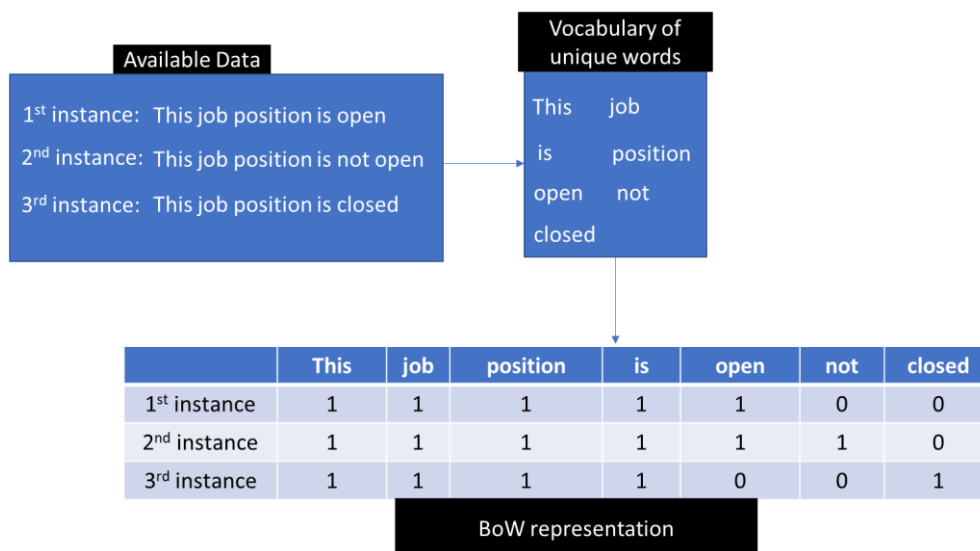 Available Data
1st instance: This job position is open
2nd instance: This job position is not open
3rd instance: This job position is closed
Vocabulary of
unique words
This job
is position
open not
closed
This job position is open not closed
1st instance 1 1 1 1 1 0 0
2nd instance 1 1 1 1 1 1 0
3rd instance 1 1 1 1 0 0 1
BoW representation